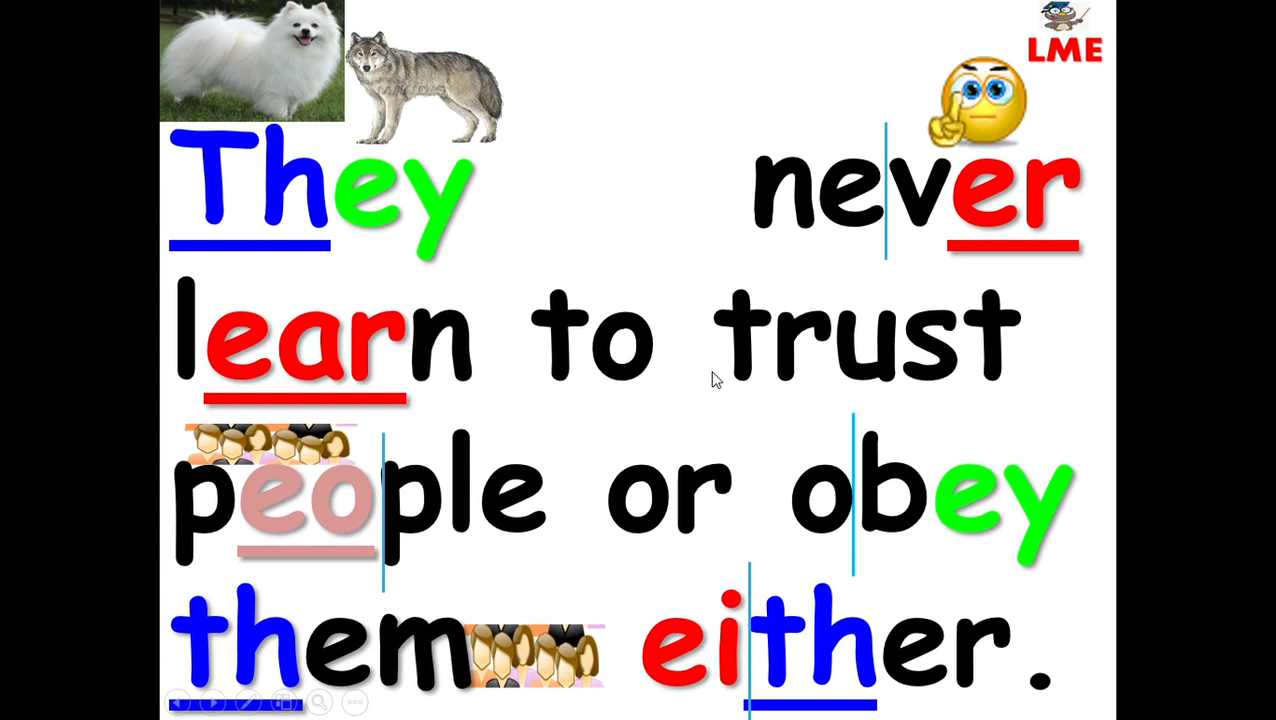 LME
They never
learn to trust
people or obey
them either.